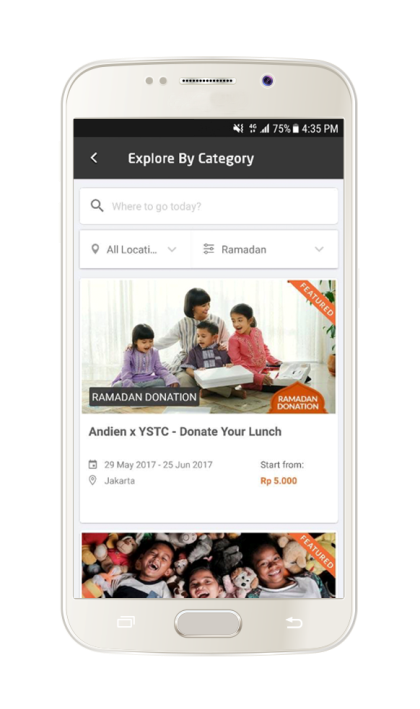 4G 75% 4:35 PM
Explore By Category
Where to go today?
All Locati... Ramadan
FEATURED
RAMADAN DONATION
RAMADAN
DONATION
Andien x YSTC - Donate Your Lunch
29 May 2017 - 25 Jun 2017
Start from:
Jakarta
Rp 5.000
FEATURED